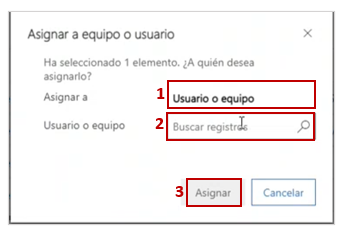 Asignar a equipo o usuario
Ha seleccionado 1 elemento. ¿A quién desea
asignarlo?
Asignar a 1 Usuario o equipo
Usuario o equipo 2 Buscar registros
3 Asignar Cancelar